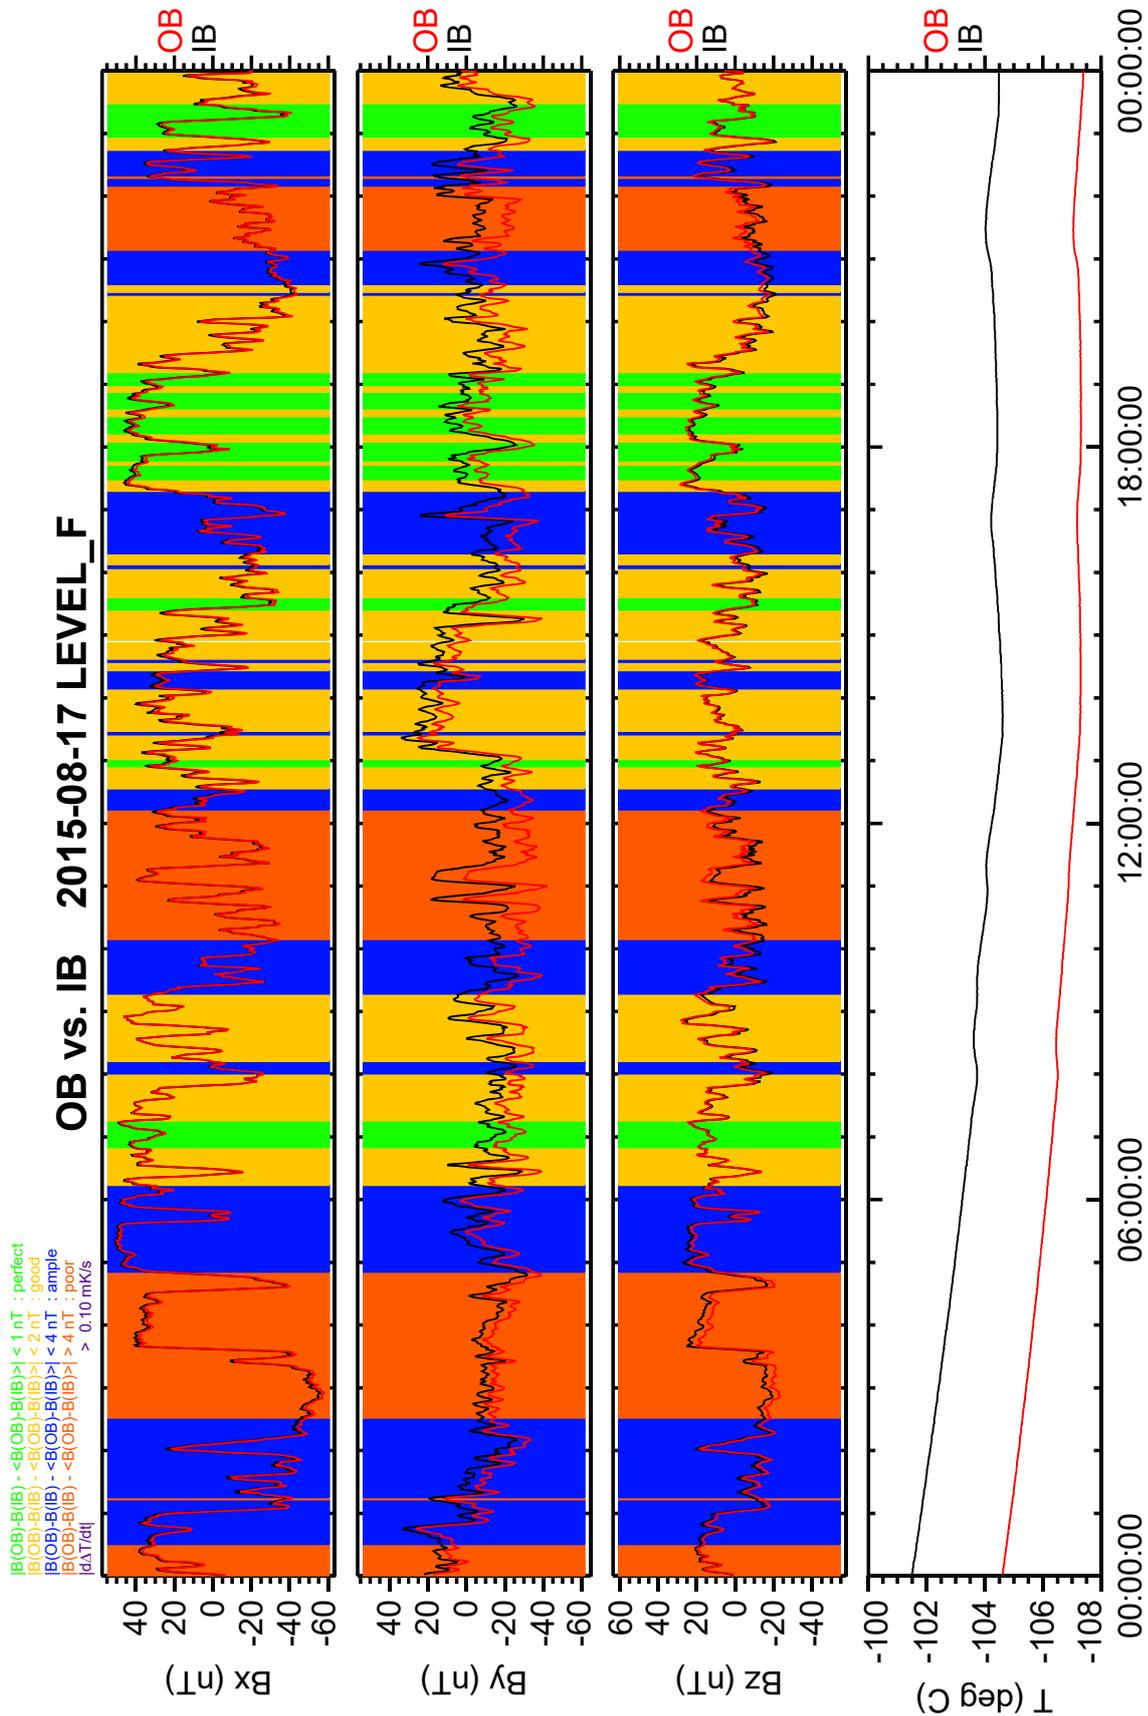 |B(OB)-B(IB) - <B(OB)-B(IB)>| < 1 nT : perfect
|B(OB)-B(IB) - <B(OB)-B(IB)>| < 2 nT : good
|B(OB)-B(IB) - <B(OB)-B(IB)>| < 4 nT : ample
|B(OB)-B(IB) - <B(OB)-B(IB)>| > 4 nT : poor
|dΔT/dt| > 0.10 mK/s
OB vs. IB 2015-08-17 LEVEL_F
Bx (nT)
40
20
0
-20
-40
-60
OB
IB
By (nT)
40
20
0
-20
-40
-60
OB
IB
Bz (nT)
60
40
20
0
-20
-40
OB
IB
T (deg C)
-100
-102
-104
-106
-108
OB
IB
00:00:00 06:00:00 12:00:00 18:00:00 00:00:00